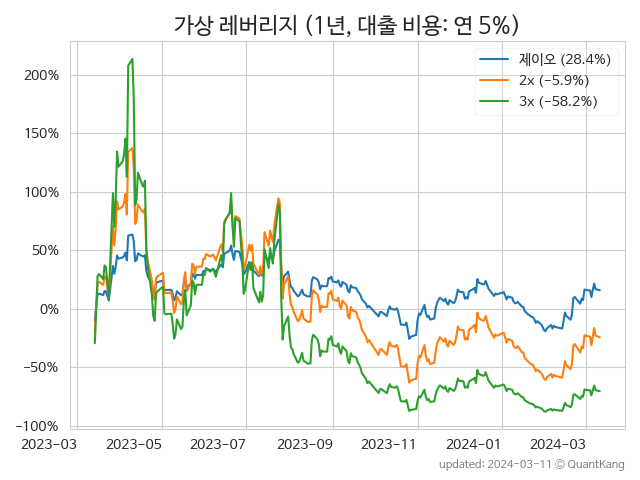 가상 레버리지 (1년, 대출 비용: 연 5%)
제이오 (28.4%)
2x (−5.9%)
3x (−58.2%)
200%
150%
100%
50%
0%
−50%
−100%
2023-03 2023-05 2023-07 2023-09 2023-11 2024-01 2024-03
updated: 2024-03-11 © QuantKang